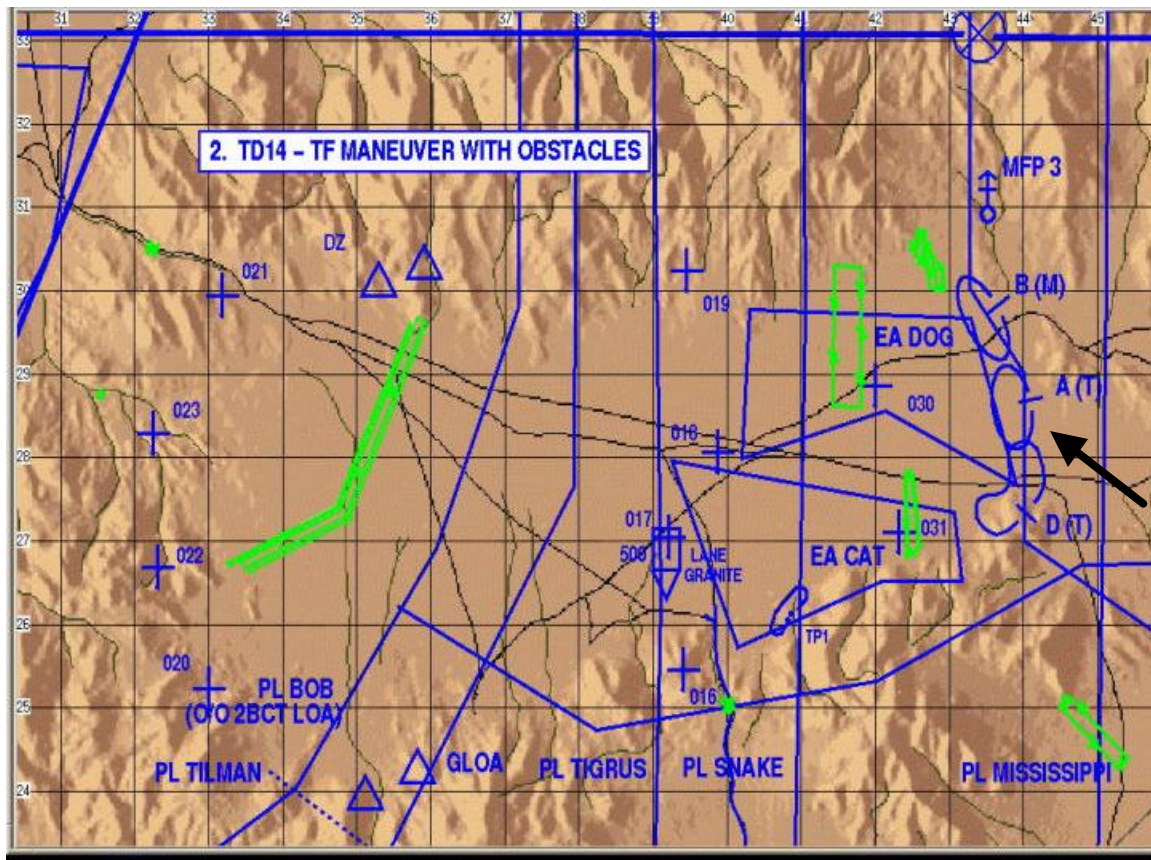 31 32 33 34 35 36 37 38 39 40 41 42 43 44 45
33
32
2. TD14 – TF MANEUVER WITH OBSTACLES
MFP 3
31
DZ
021
30
019
B (M)
EA DOG
29
A (T)
023
030
28
018
017
031
D (T)
27
022
500
LANE
GRANITE
EA CAT
26
TP1
020
016
PL BOB
(O/O 2BCT LOA)
25
PL TILMAN
GLOA
PL TIGRUS
PL SNAKE
PL MISSISSIPPI
24